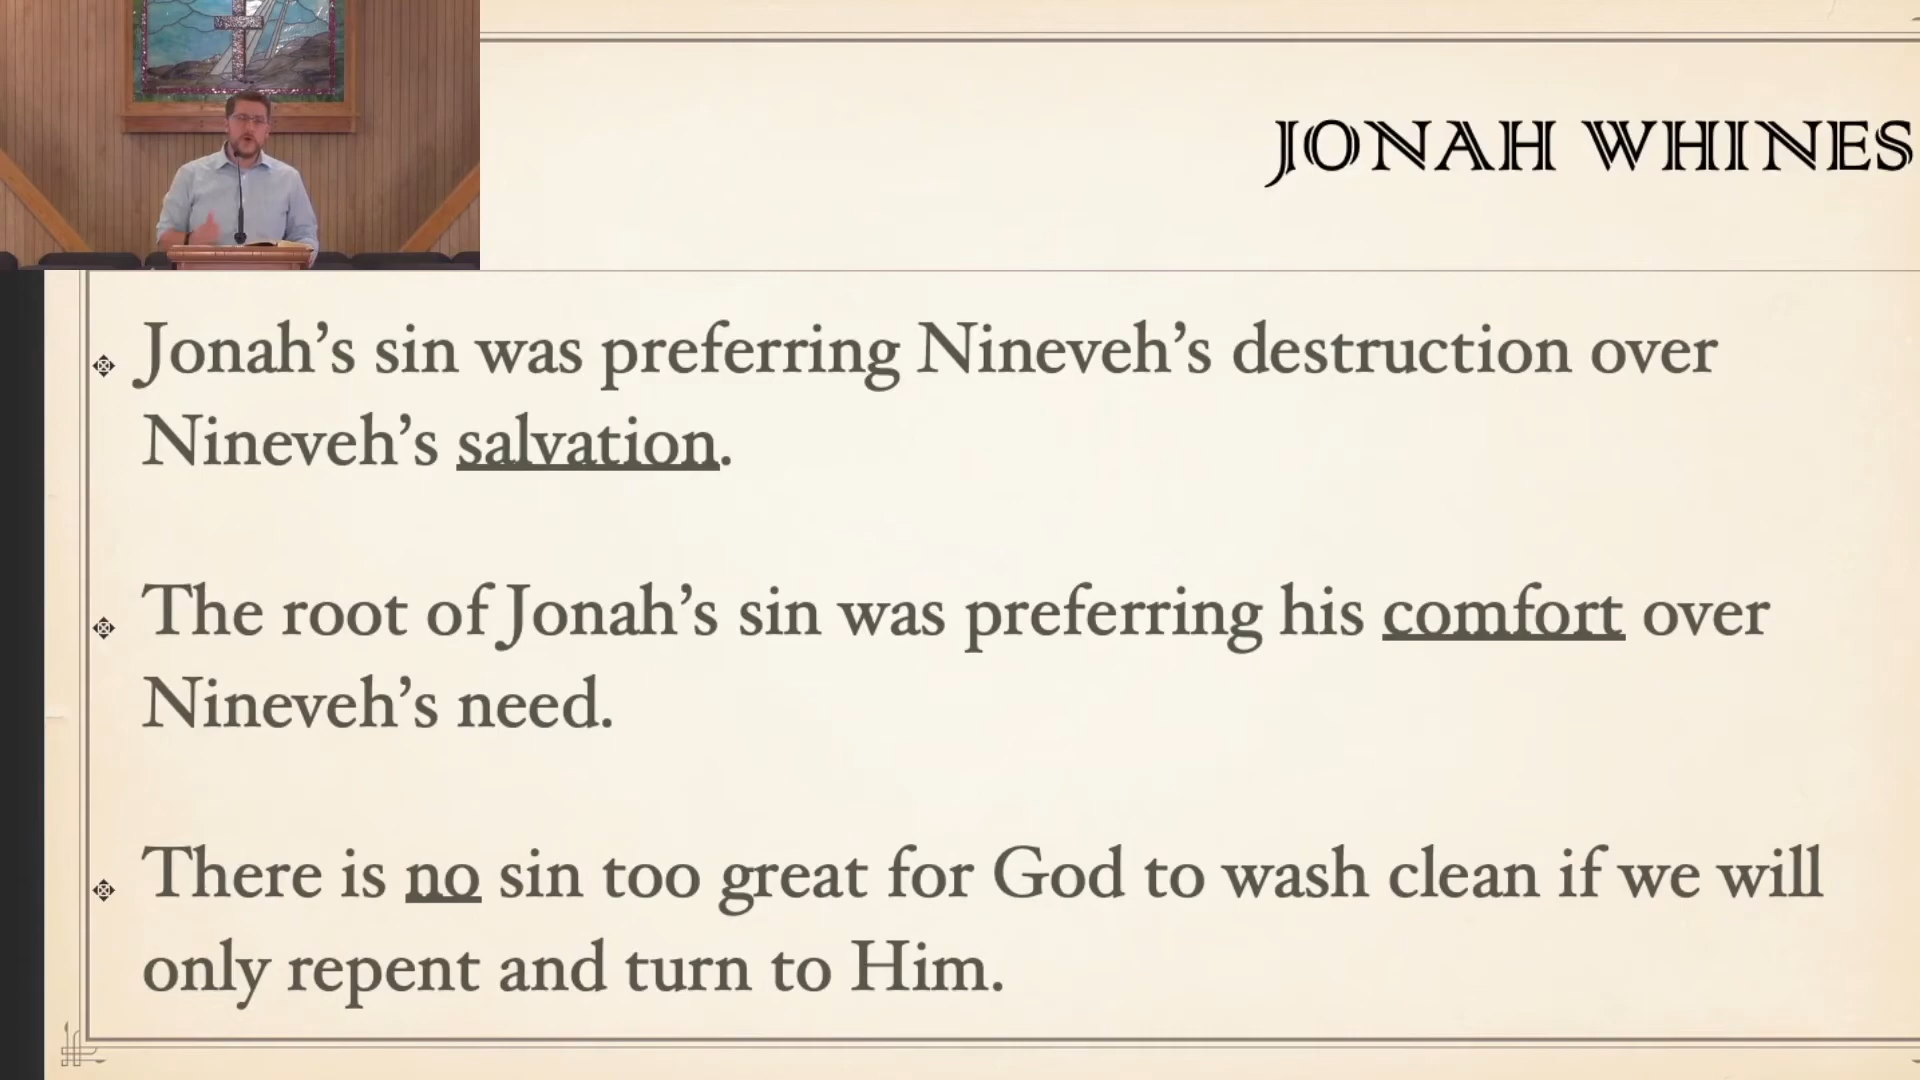 JONAH WHINES
Jonah’s sin was preferring Nineveh’s destruction over
Nineveh’s salvation.
The root of Jonah’s sin was preferring his comfort over
Nineveh’s need.
There is no sin too great for God to wash clean if we will
only repent and turn to Him.